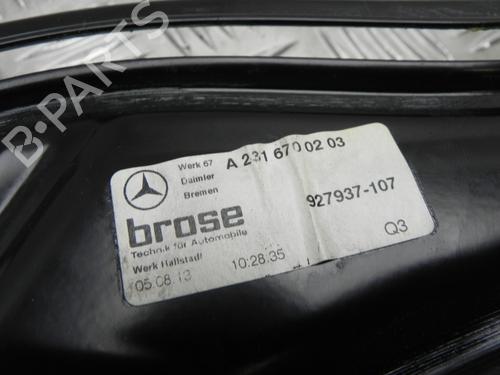 B-PARTS
Werk 67
Daimler
Bremen
A 231 670 02 03
927937-107
brose
Technik für Automobile
Werk Hallstadt
05.08.13
10:28:35
Q3